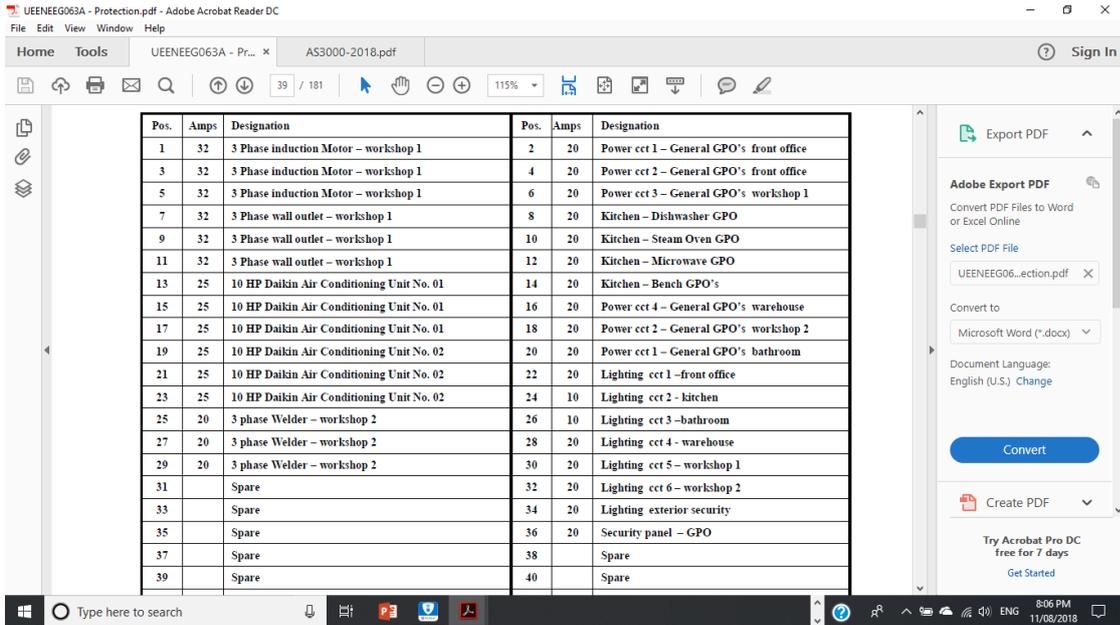 UEENEEG063A - Protection.pdf - Adobe Acrobat Reader DC
File Edit View Window Help
Home Tools UEENEEG063A - Pr... × AS3000-2018.pdf Sign In
39 / 181 115%
Pos. Amps Designation Pos. Amps Designation
1 32 3 Phase induction Motor – workshop 1 2 20 Power cct 1 – General GPO's front office
3 32 3 Phase induction Motor – workshop 1 4 20 Power cct 2 – General GPO's front office
5 32 3 Phase induction Motor – workshop 1 6 20 Power cct 3 – General GPO's workshop 1
7 32 3 Phase wall outlet – workshop 1 8 20 Kitchen – Dishwasher GPO
9 32 3 Phase wall outlet – workshop 1 10 20 Kitchen – Steam Oven GPO
11 32 3 Phase wall outlet – workshop 1 12 20 Kitchen – Microwave GPO
13 25 10 HP Daikin Air Conditioning Unit No. 01 14 20 Kitchen – Bench GPO's
15 25 10 HP Daikin Air Conditioning Unit No. 01 16 20 Power cct 4 – General GPO's warehouse
17 25 10 HP Daikin Air Conditioning Unit No. 01 18 20 Power cct 2 – General GPO's workshop 2
19 25 10 HP Daikin Air Conditioning Unit No. 02 20 20 Power cct 1 – General GPO's bathroom
21 25 10 HP Daikin Air Conditioning Unit No. 02 22 20 Lighting cct 1 –front office
23 25 10 HP Daikin Air Conditioning Unit No. 02 24 10 Lighting cct 2 - kitchen
25 20 3 phase Welder – workshop 2 26 10 Lighting cct 3 –bathroom
27 20 3 phase Welder – workshop 2 28 20 Lighting cct 4 - warehouse
29 20 3 phase Welder – workshop 2 30 20 Lighting cct 5 – workshop 1
31 Spare 32 20 Lighting cct 6 – workshop 2
33 Spare 34 20 Lighting exterior security
35 Spare 36 20 Security panel – GPO
37 Spare 38 Spare
39 Spare 40 Spare
Export PDF
Adobe Export PDF
Convert PDF Files to Word
or Excel Online
Select PDF File
UEENEEG06...ection.pdf ×
Convert to
Microsoft Word (*.docx)
Document Language:
English (U.S.) Change
Convert
Create PDF
Try Acrobat Pro DC
free for 7 days
Get Started
Type here to search ENG 8:06 PM
11/08/2018